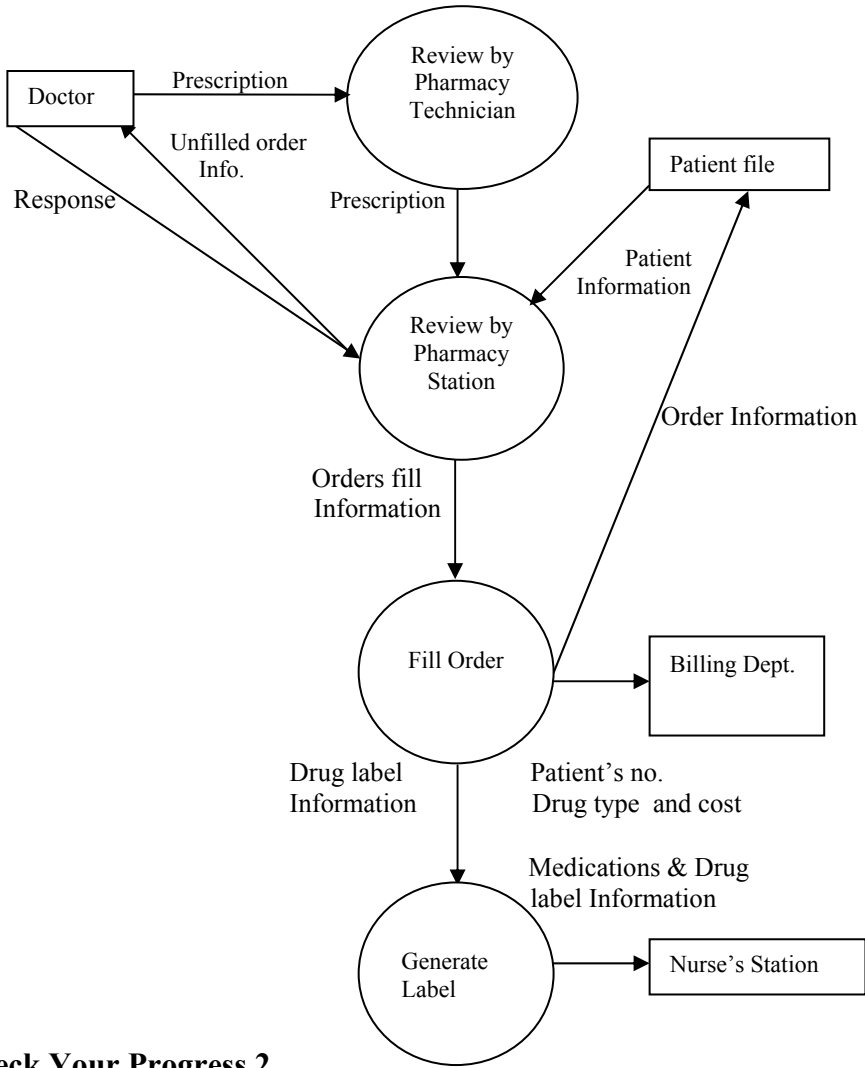 Review by
Pharmacy
Technician
Doctor
Prescription
Unfilled order
Info.
Response
Prescription
Patient file
Patient
Information
Review by
Pharmacy
Station
Order Information
Orders fill
Information
Fill Order
Billing Dept.
Drug label
Information
Patient’s no.
Drug type and cost
Medications & Drug
label Information
Generate
Label
Nurse’s Station
Your Progress 2